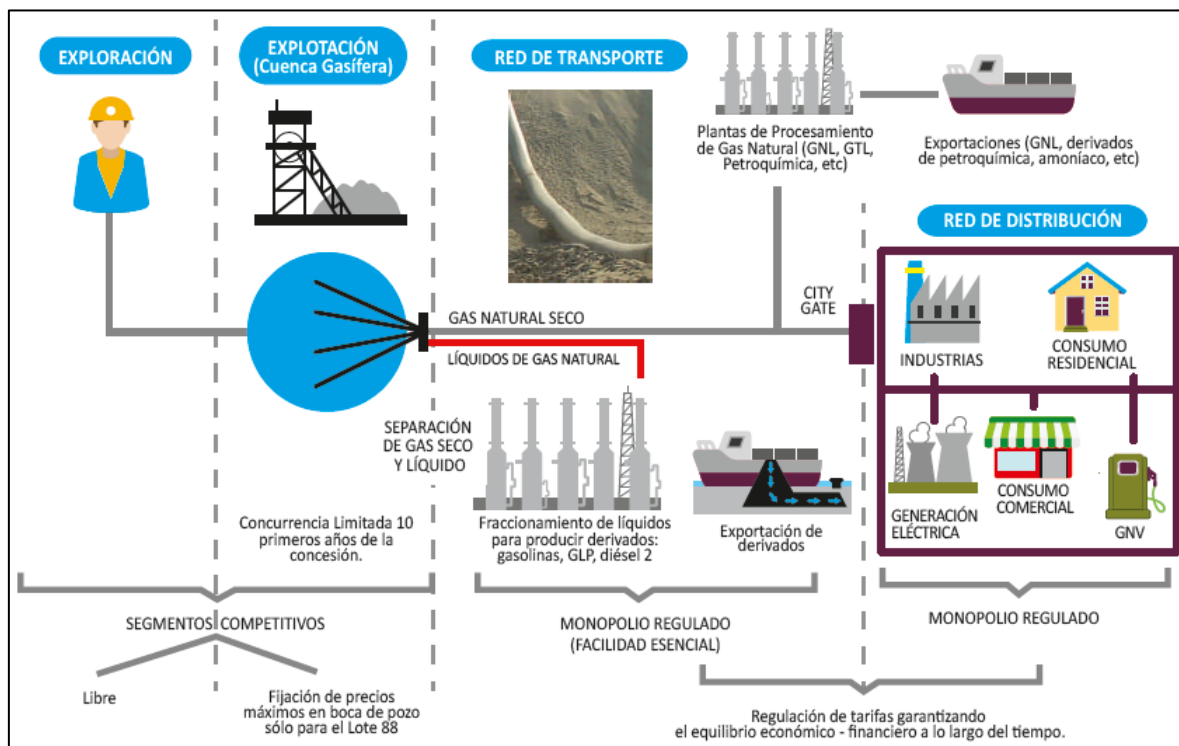 EXPLORACIÓN
EXPLOTACIÓN
(Cuenca Gasífera)
RED DE TRANSPORTE
Plantas de Procesamiento
de Gas Natural (GNL, GTL,
Petroquímica, etc)
Exportaciones (GNL, derivados
de petroquímica, amoníaco, etc)
RED DE DISTRIBUCIÓN
CITY
GATE
GAS NATURAL SECO
LÍQUIDOS DE GAS NATURAL
INDUSTRIAS
CONSUMO
RESIDENCIAL
SEPARACIÓN
DE GAS SECO
Y LÍQUIDO
GENERACIÓN
ELÉCTRICA
CONSUMO
COMERCIAL
GNV
Concurrencia Limitada 10
primeros años de la
concesión.
Fraccionamiento de líquidos
para producir derivados:
gasolinas, GLP, diésel 2
Exportación de
derivados
SEGMENTOS COMPETITIVOS
MONOPOLIO REGULADO
(FACILIDAD ESENCIAL)
MONOPOLIO REGULADO
Libre
Fijación de precios
máximos en boca de pozo
sólo para el Lote 88
Regulación de tarifas garantizando
el equilibrio económico - financiero a lo largo del tiempo.